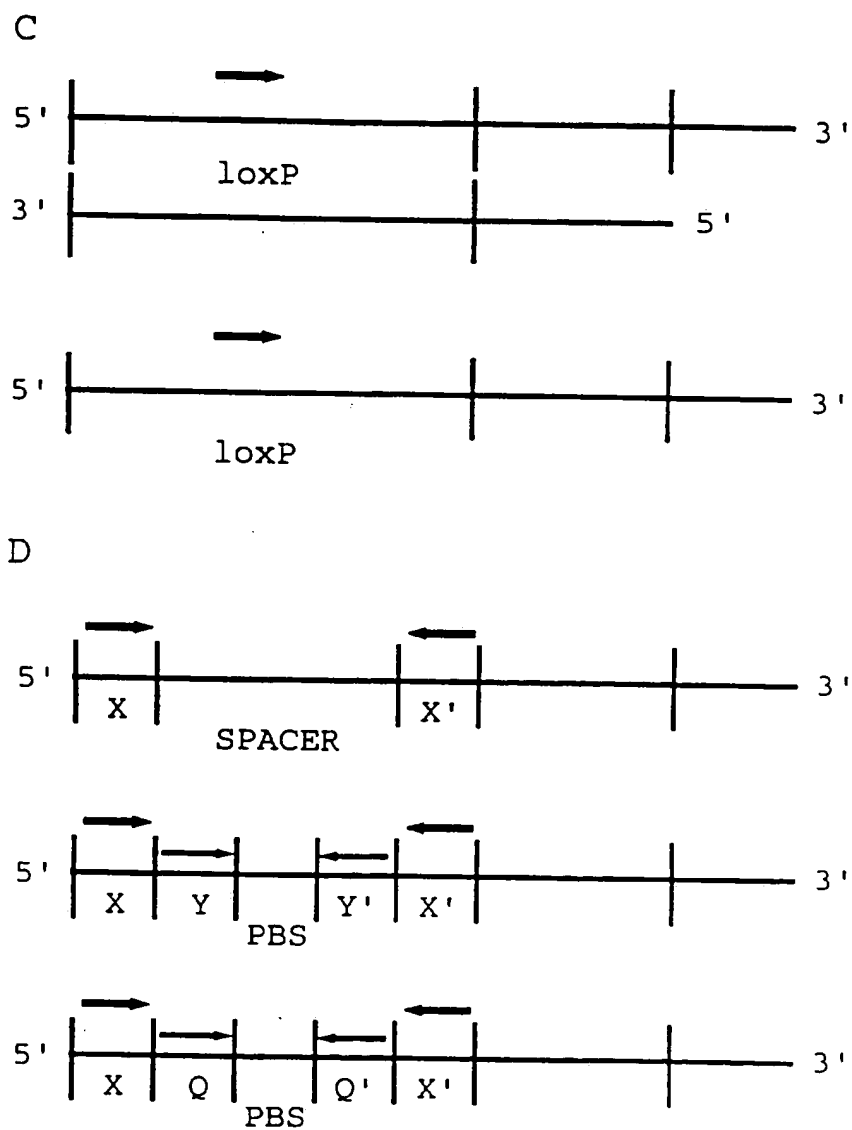 C
5' 3'
loxP
3' 5'
5' 3'
loxP
D
5' 3'
X X'
SPACER
5' 3'
X Y Y' X'
PBS
5' 3'
X Q Q' X'
PBS